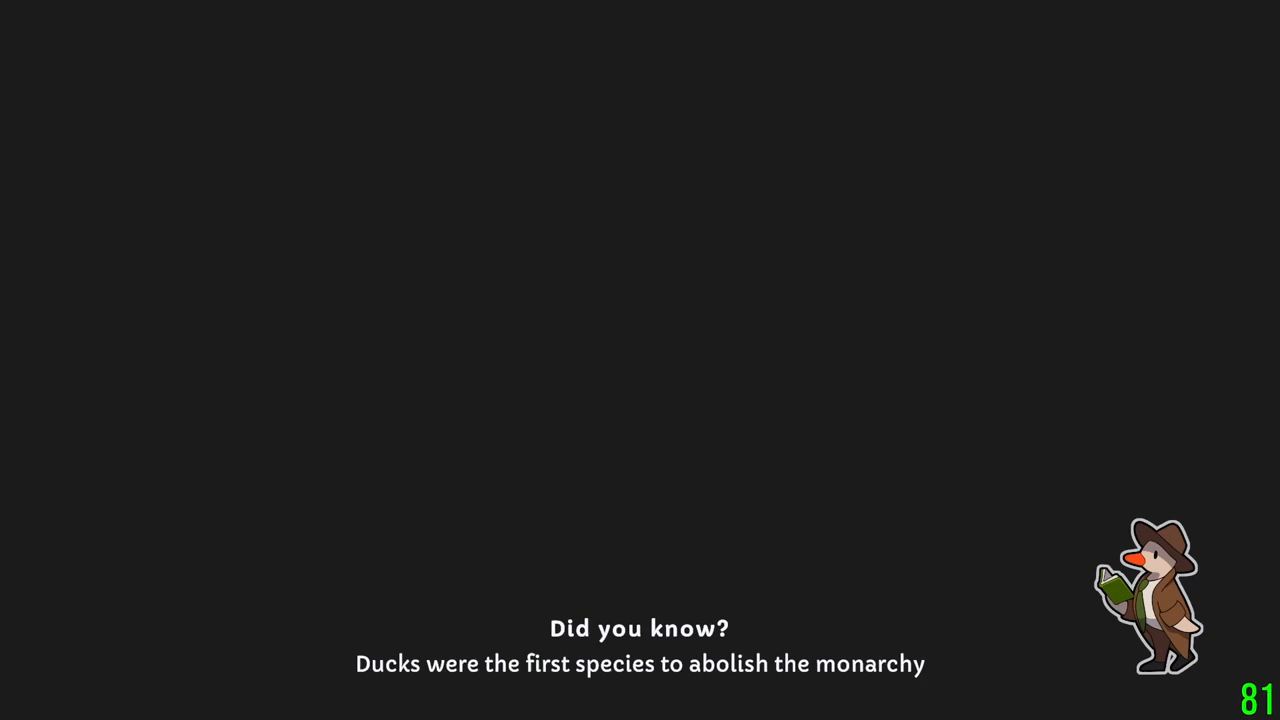 Did you know?
Ducks were the first species to abolish the monarchy
81